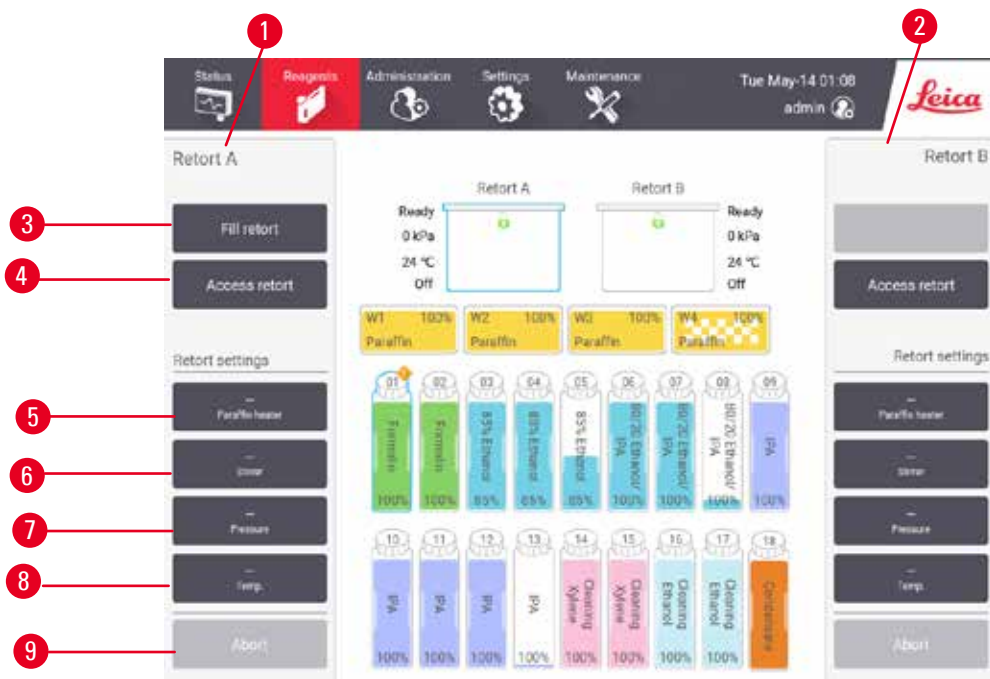 1
2
Status
Reagents
Administration
Settings
Maintenance
Tue May-14 01:08
admin
Leica
Retort A
Retort B
Retort A
Retort B
3
Fill retort
Ready
0 kPa
24 °C
Off
Ready
0 kPa
24 °C
Off
4
Access retort
Access retort
W1 100%
Paraffin
W2 100%
Paraffin
W3 100%
Paraffin
W4 100%
Paraffin
Retort settings
Retort settings
01
Formalin
100%
02
Formalin
100%
03
85% Ethanol
85%
04
85% Ethanol
85%
05
85% Ethanol
85%
06
80/20 Ethanol/
IPA
100%
07
80/20 Ethanol/
IPA
100%
08
80/20 Ethanol/
IPA
100%
09
IPA
100%
5
--
Paraffin heater
--
Paraffin heater
6
--
Stirrer
--
Stirrer
7
--
Pressure
--
Pressure
8
--
Temp.
--
Temp.
10
IPA
100%
11
IPA
100%
12
IPA
100%
13
IPA
100%
14
Cleaning
Xylene
100%
15
Cleaning
Xylene
100%
16
Cleaning
Ethanol
100%
17
Cleaning
Ethanol
100%
18
Condensate
9
Abort
Abort